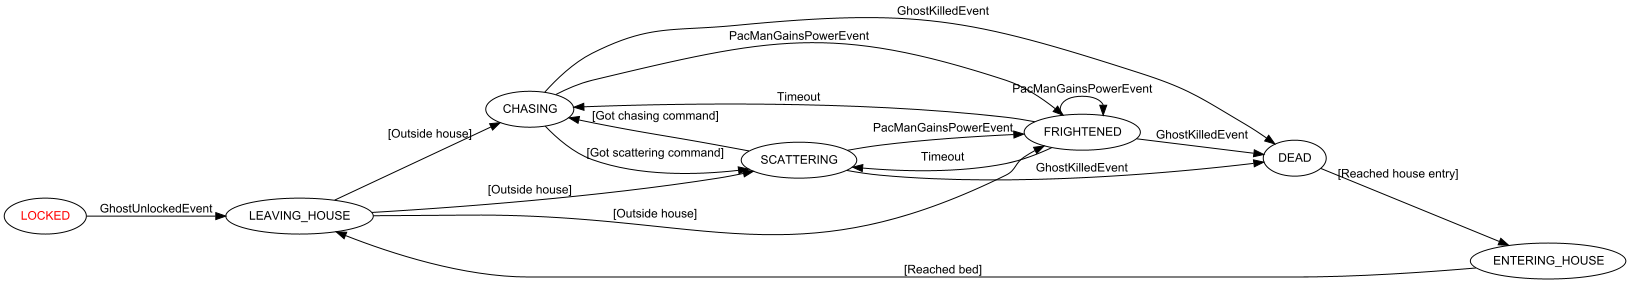 GhostKilledEvent
PacManGainsPowerEvent
PacManGainsPowerEvent
Timeout
CHASING
[Got chasing command]
[Outside house]
PacManGainsPowerEvent
FRIGHTENED
GhostKilledEvent
[Got scattering command]
SCATTERING
Timeout
DEAD
GhostKilledEvent
[Reached house entry]
[Outside house]
GhostUnlockedEvent
LOCKED
LEAVING_HOUSE
[Outside house]
ENTERING_HOUSE
[Reached bed]